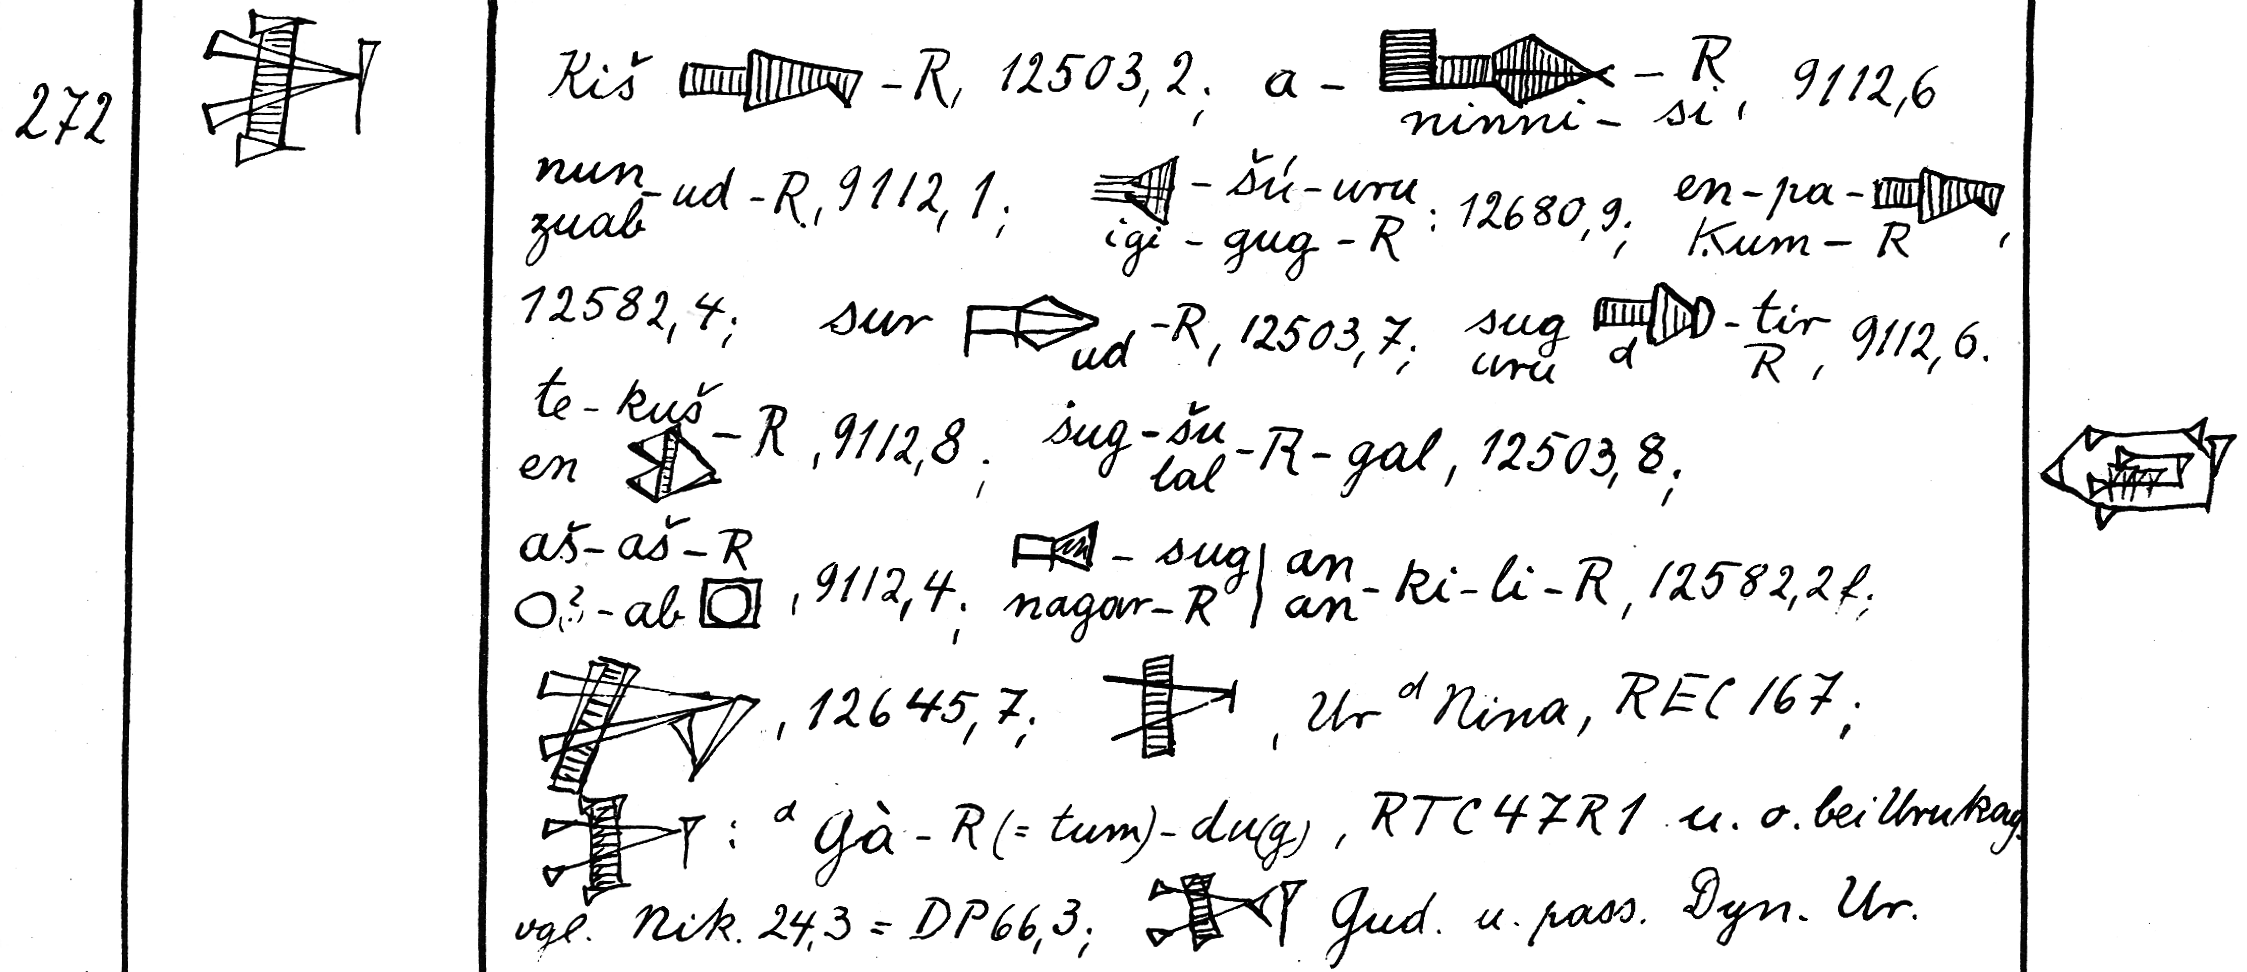 272
Kiš -R, 12503,2; a - - R 9112,6
ninni - si,
nun
zuab -ud -R, 9112,1; - šú-uru : 12680,9; en-pa-
igi - gug - R Kum - R ,
12582,4; sur ud -R, 12503,7; sug d -tir , 9112,6.
uru R
te - kuš
en - R , 9112,8; šug-šu -R-gal, 12503,8;
lal
aš-aš-R - sug an
O?-ab , 9112,4; nagar-R an -ki-li-R, 12582,2f;
, 12645,7; , Ur d Nina, REC 167;
: d gà - R (= tum)-du(g), RTC 47 R 1 u. o. bei Urukag.
vgl. Nik. 24,3 = DP 66,3; Gud. u. pass. Dyn. Ur.